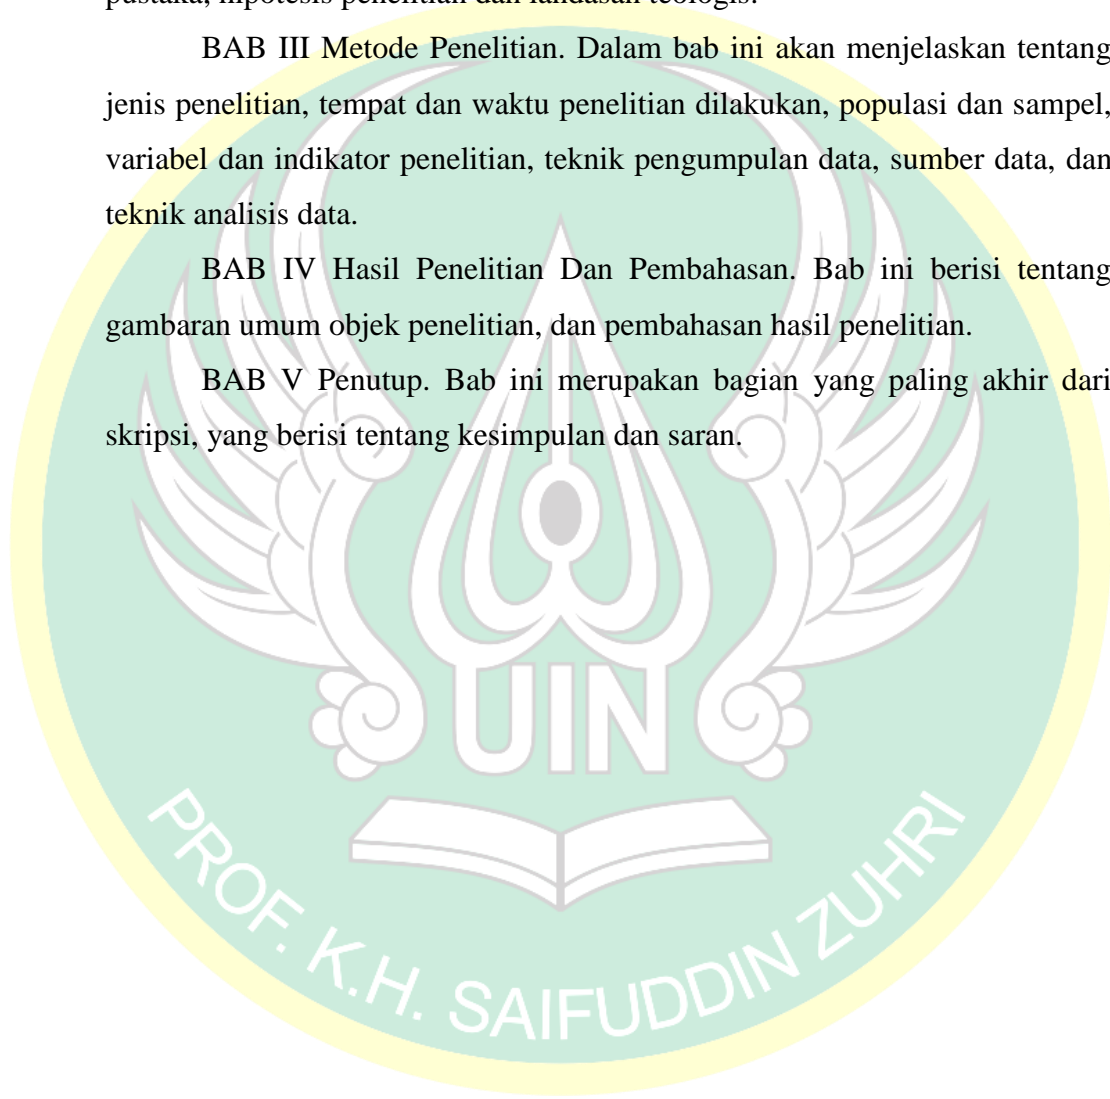 pustaka, hipotesis penelitian dan landasan teologis.
BAB III Metode Penelitian. Dalam bab ini akan menjelaskan tentang
jenis penelitian, tempat dan waktu penelitian dilakukan, populasi dan sampel,
variabel dan indikator penelitian, teknik pengumpulan data, sumber data, dan
teknik analisis data.
BAB IV Hasil Penelitian Dan Pembahasan. Bab ini berisi tentang
gambaran umum objek penelitian, dan pembahasan hasil penelitian.
BAB V Penutup. Bab ini merupakan bagian yang paling akhir dari
skripsi, yang berisi tentang kesimpulan dan saran.
UIN
PROF. K.H. SAIFUDDIN ZUHRI